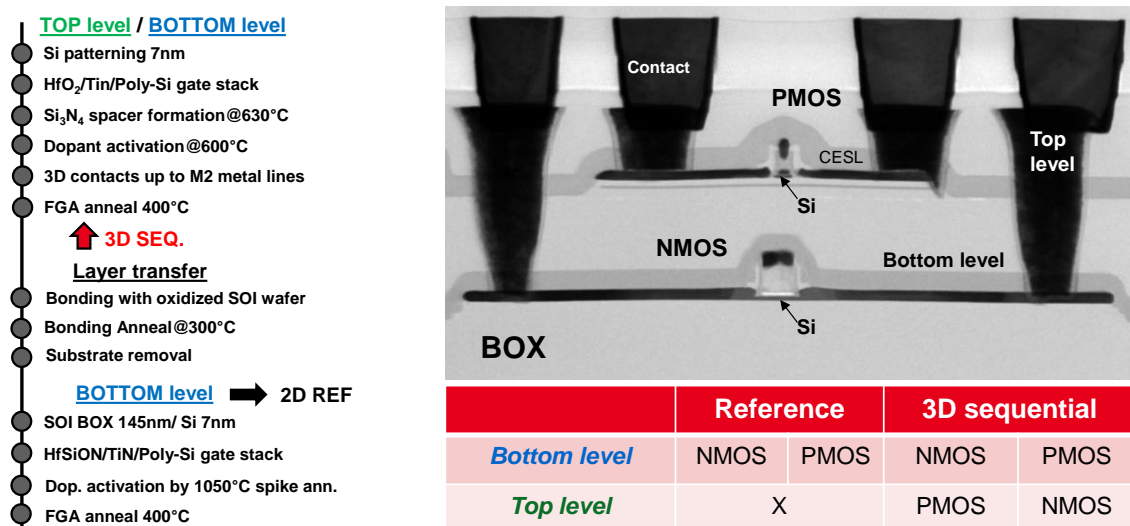 TOP level / BOTTOM level
Si patterning 7nm
HfO₂/Tin/Poly-Si gate stack
Si₃N₄ spacer formation@630°C
Dopant activation@600°C
3D contacts up to M2 metal lines
FGA anneal 400°C
3D SEQ.
Layer transfer
Bonding with oxidized SOI wafer
Bonding Anneal@300°C
Substrate removal
BOTTOM level 2D REF
SOI BOX 145nm/ Si 7nm
HfSiON/TiN/Poly-Si gate stack
Dop. activation by 1050°C spike ann.
FGA anneal 400°C
Contact
PMOS
CESL
Top
level
Si
NMOS
Bottom level
Si
BOX
Reference 3D sequential
Bottom level NMOS PMOS NMOS PMOS
Top level X PMOS NMOS